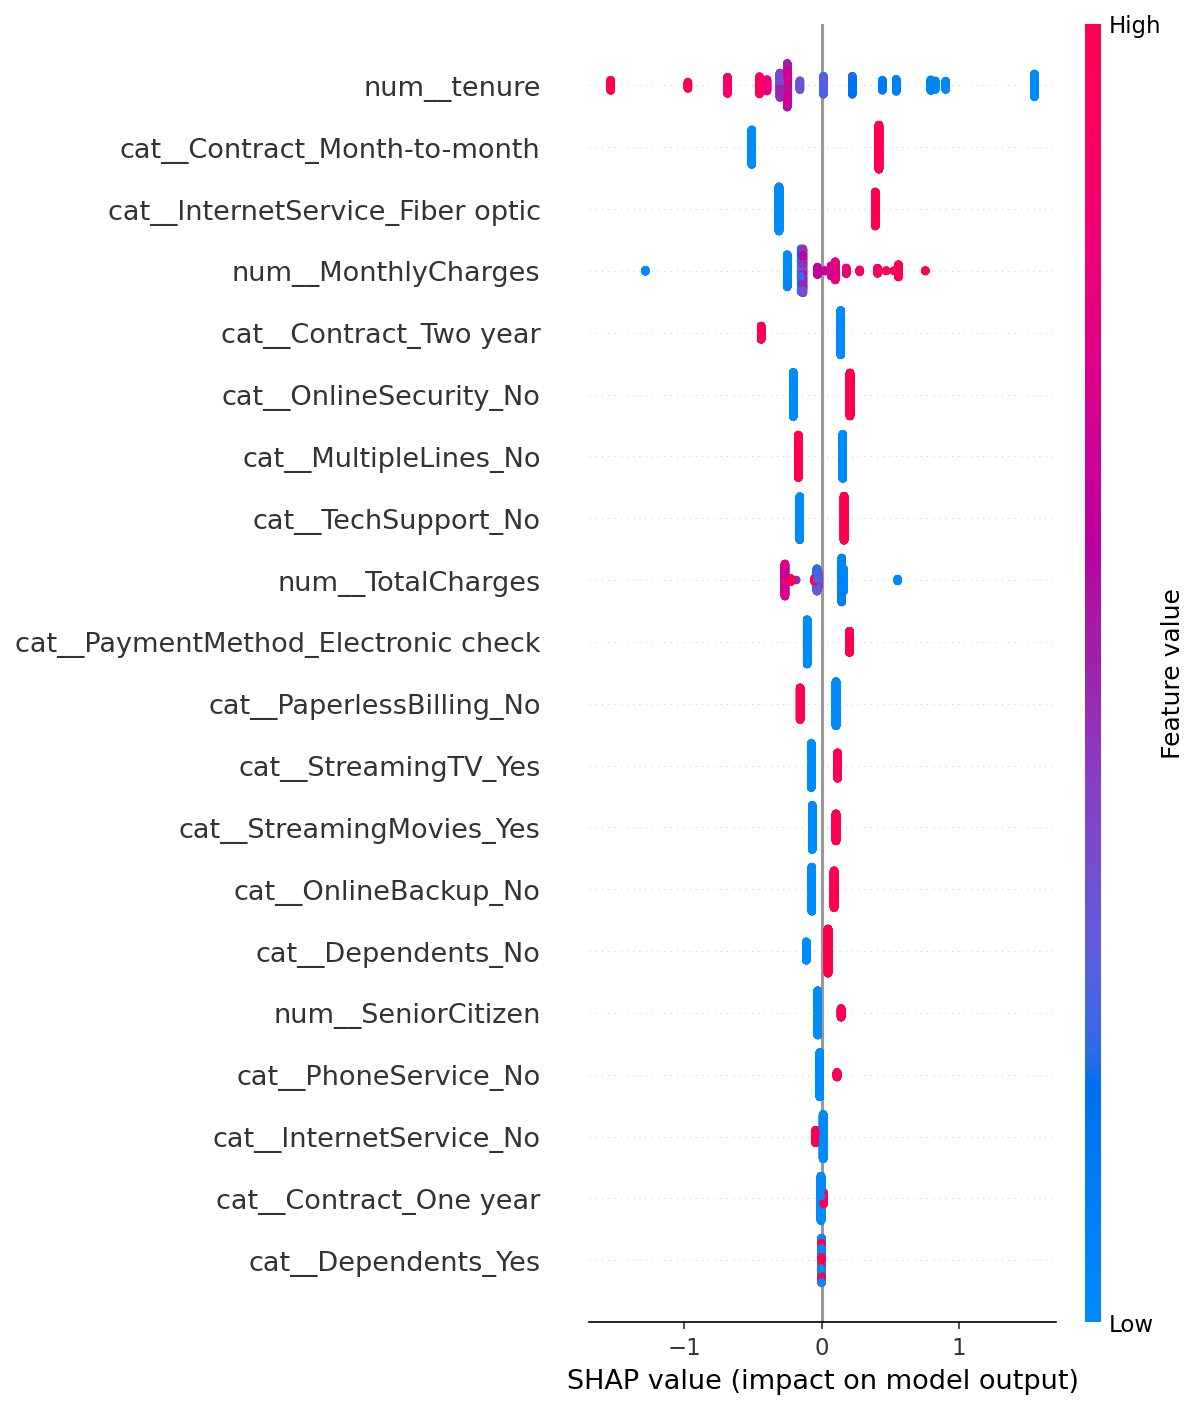 High
num__tenure
cat__Contract_Month-to-month
cat__InternetService_Fiber optic
num__MonthlyCharges
cat__Contract_Two year
cat__OnlineSecurity_No
cat__MultipleLines_No
cat__TechSupport_No
num__TotalCharges
cat__PaymentMethod_Electronic check
cat__PaperlessBilling_No
cat__StreamingTV_Yes
cat__StreamingMovies_Yes
cat__OnlineBackup_No
cat__Dependents_No
num__SeniorCitizen
cat__PhoneService_No
cat__InternetService_No
cat__Contract_One year
cat__Dependents_Yes
Feature value
Low
−1 0 1
SHAP value (impact on model output)